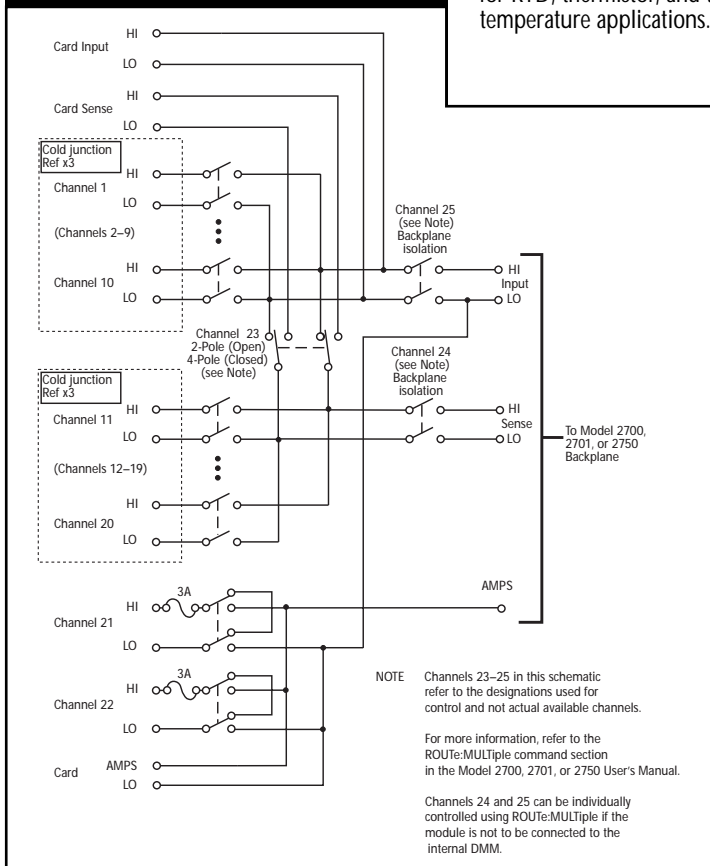 for RTD, thermistor, and
temperature applications.
HI
Card Input
LO
HI
Card Sense
LO
Cold junction
Ref x3
HI
Channel 1
LO
(Channels 2–9)
HI
Channel 10
LO
Channel 25
(see Note)
Backplane
isolation
HI
Input
LO
Channel 23
2-Pole (Open)
4-Pole (Closed)
(see Note)
Channel 24
(see Note)
Backplane
isolation
Cold junction
Ref x3
HI
Channel 11
LO
(Channels 12–19)
HI
Channel 20
LO
HI
Sense
LO
To Model 2700,
2701, or 2750
Backplane
AMPS
3A
HI
Channel 21
LO
3A
HI
Channel 22
LO
AMPS
Card
LO
NOTE Channels 23–25 in this schematic
refer to the designations used for
control and not actual available channels.
For more information, refer to the
ROUTe:MULTiple command section
in the Model 2700, 2701, or 2750 User's Manual.
Channels 24 and 25 can be individually
controlled using ROUTe:MULTiple if the
module is not to be connected to the
internal DMM.